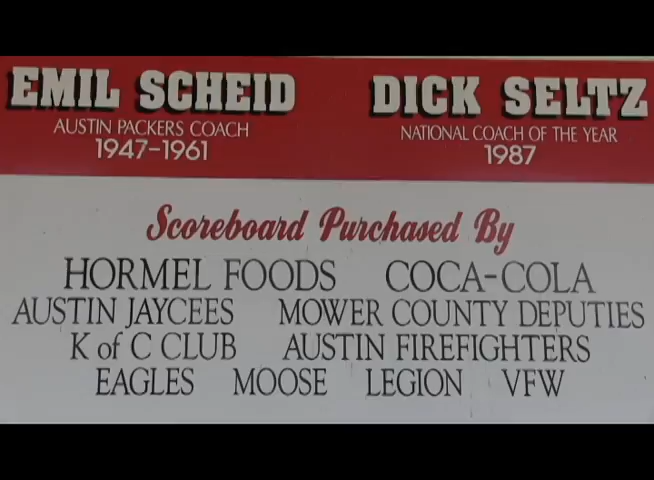 EMIL SCHEID DICK SELTZ
AUSTIN PACKERS COACH NATIONAL COACH OF THE YEAR
1947-1961 1987
Scoreboard Purchased By
HORMEL FOODS COCA-COLA
AUSTIN JAYCEES MOWER COUNTY DEPUTIES
K of C CLUB AUSTIN FIREFIGHTERS
EAGLES MOOSE LEGION VFW